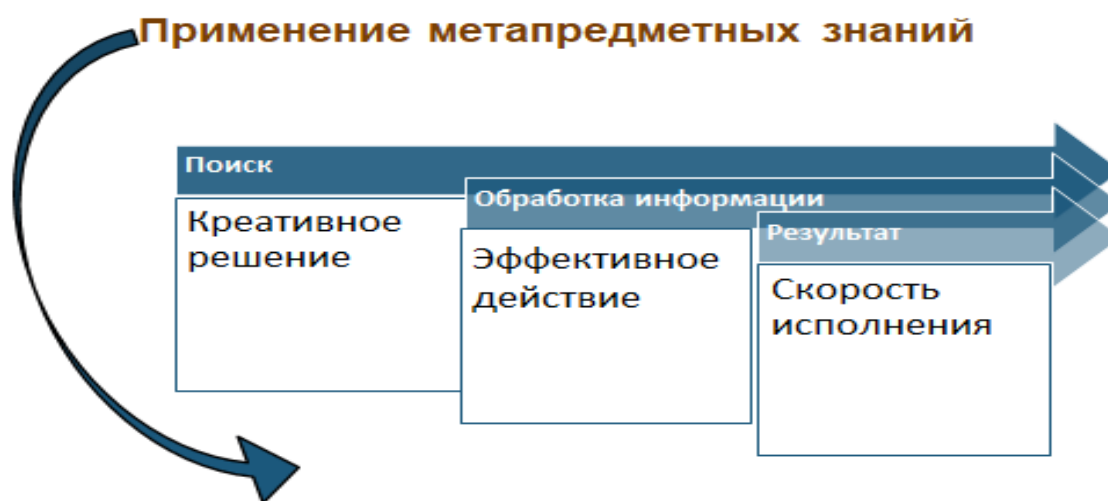 Применение метапредметных знаний
Поиск
Креативное
решение
Обработка информации
Эффективное
действие
Результат
Скорость
исполнения